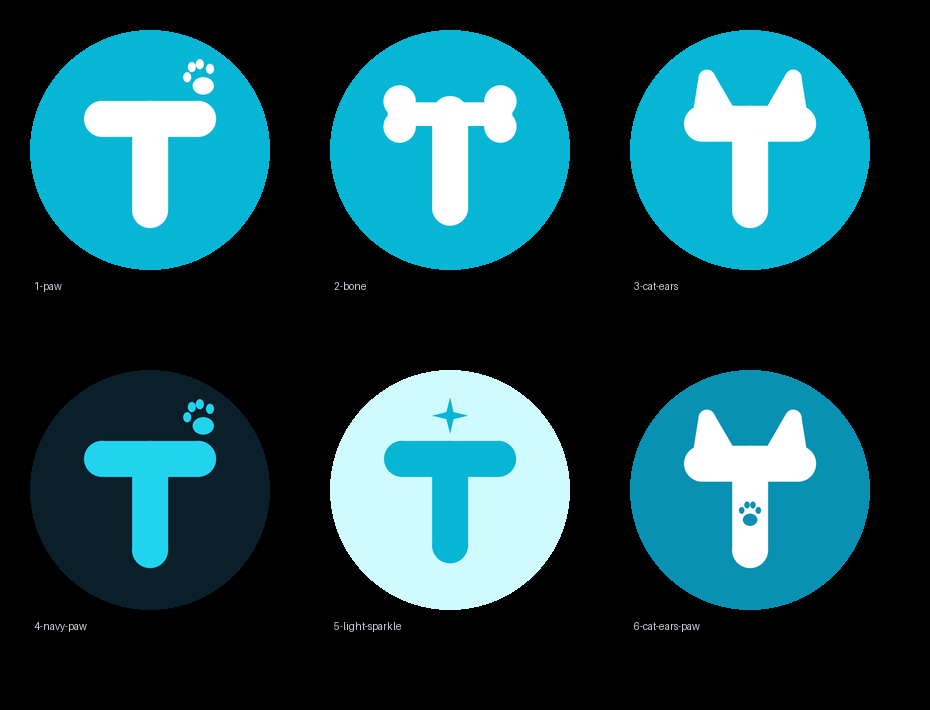 T
T
T
1-paw
2-bone
3-cat-ears
T
T
T
4-navy-paw
5-light-sparkle
6-cat-ears-paw